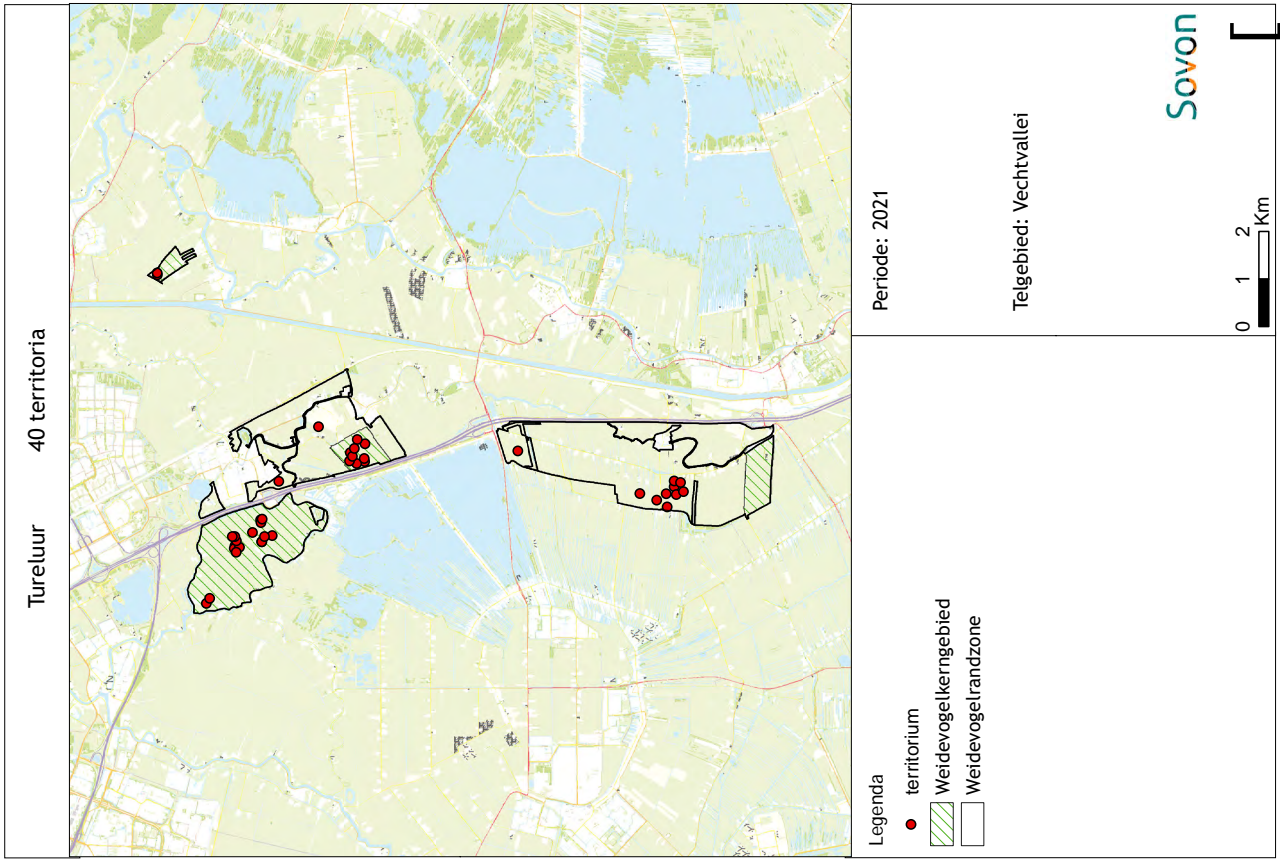 Tureluur 40 territoria
Periode: 2021
Telgebied: Vechtvallei
Legenda
territorium
Weidevogelkerngebied
Weidevogelrandzone
0 1 2
Km
Sovon